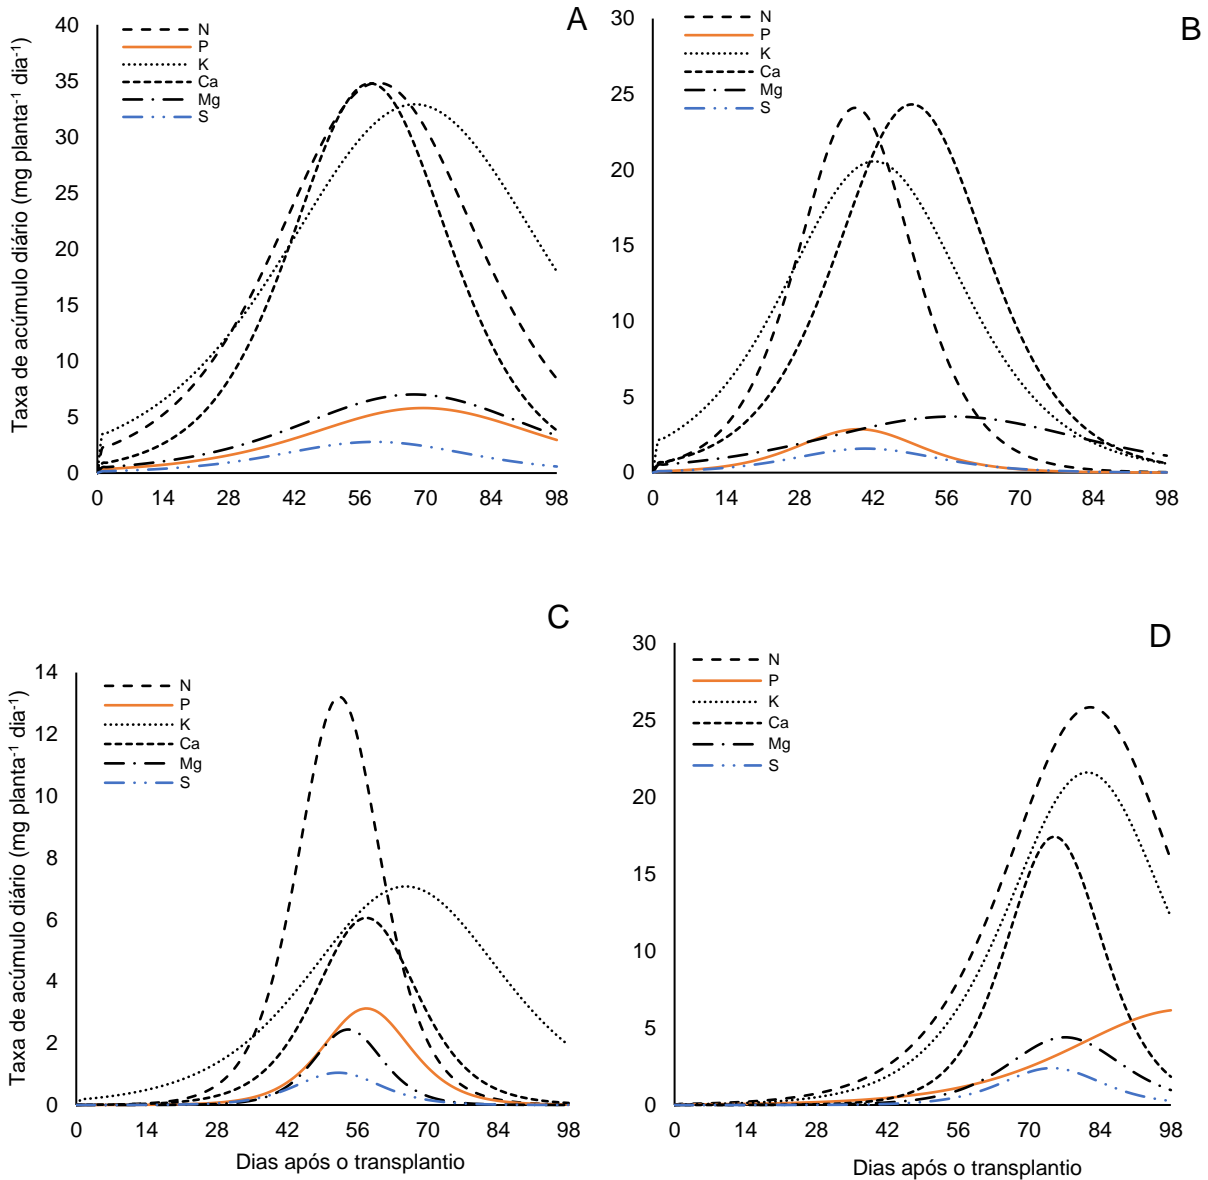 A
Taxa de acúmulo diário (mg planta⁻¹ dia⁻¹)
40
35
30
25
20
15
10
5
0
N
P
K
Ca
Mg
S
0 14 28 42 56 70 84 98
B
30
25
20
15
10
5
0
N
P
K
Ca
Mg
S
0 14 28 42 56 70 84 98
C
Taxa de acúmulo diário (mg planta⁻¹ dia⁻¹)
14
12
10
8
6
4
2
0
N
P
K
Ca
Mg
S
0 14 28 42 56 70 84 98
Dias após o transplantio
D
30
25
20
15
10
5
0
N
P
K
Ca
Mg
S
0 14 28 42 56 70 84 98
Dias após o transplantio